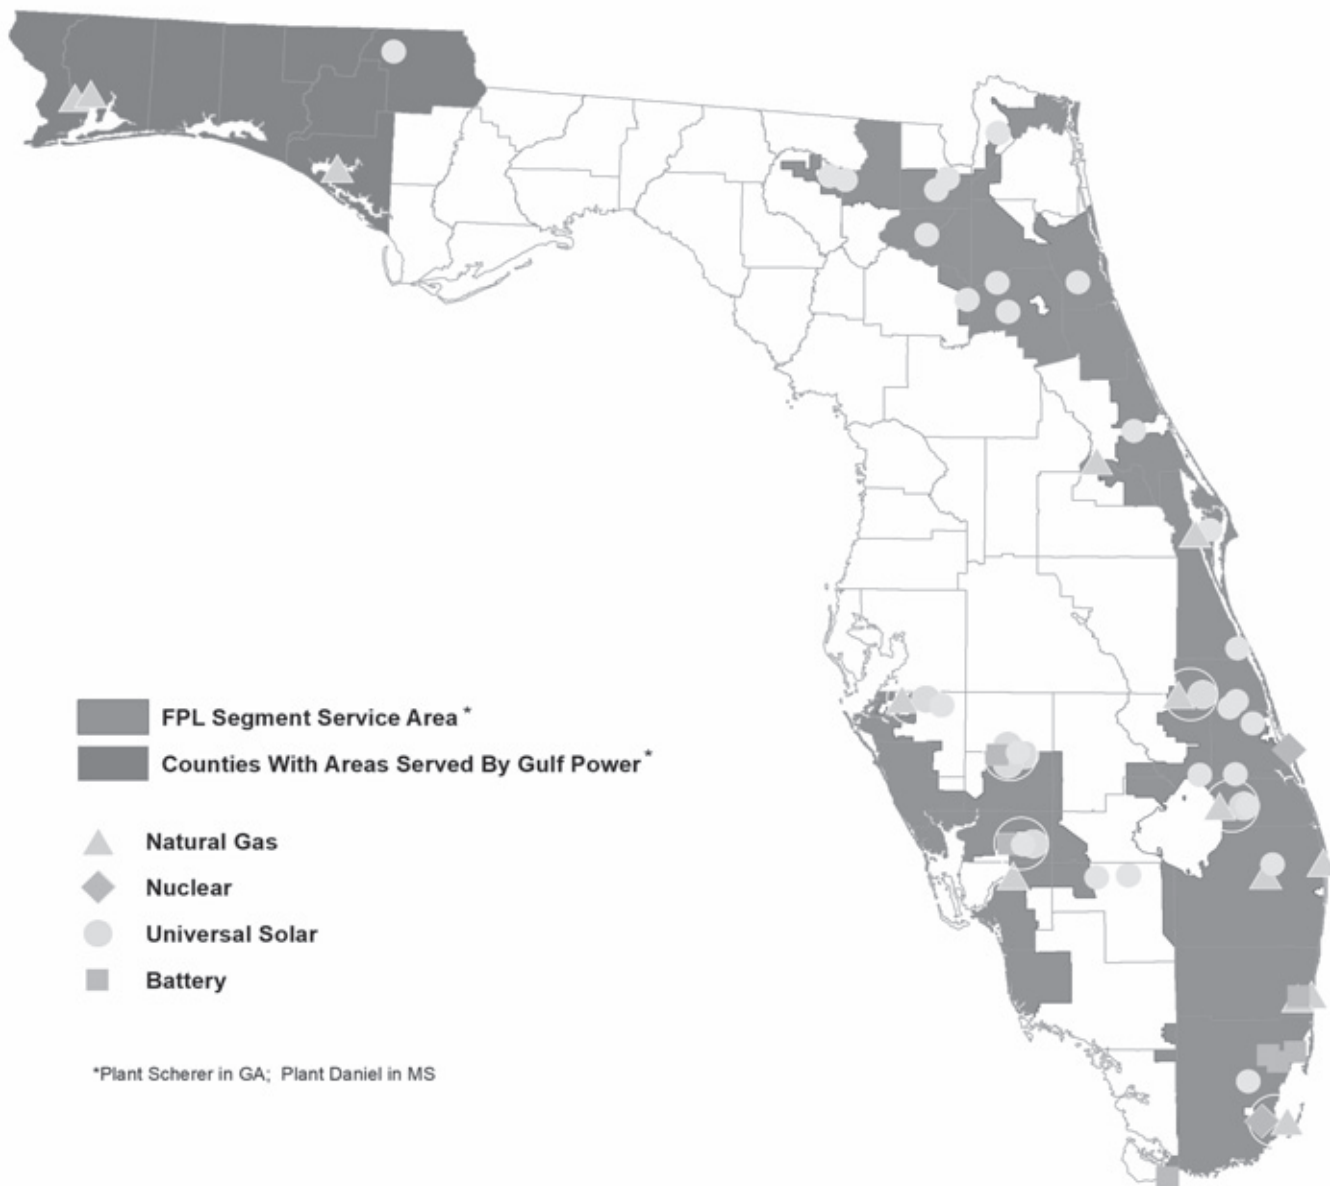 FPL Segment Service Area *
Counties With Areas Served By Gulf Power *
Natural Gas
Nuclear
Universal Solar
Battery
*Plant Scherer in GA; Plant Daniel in MS